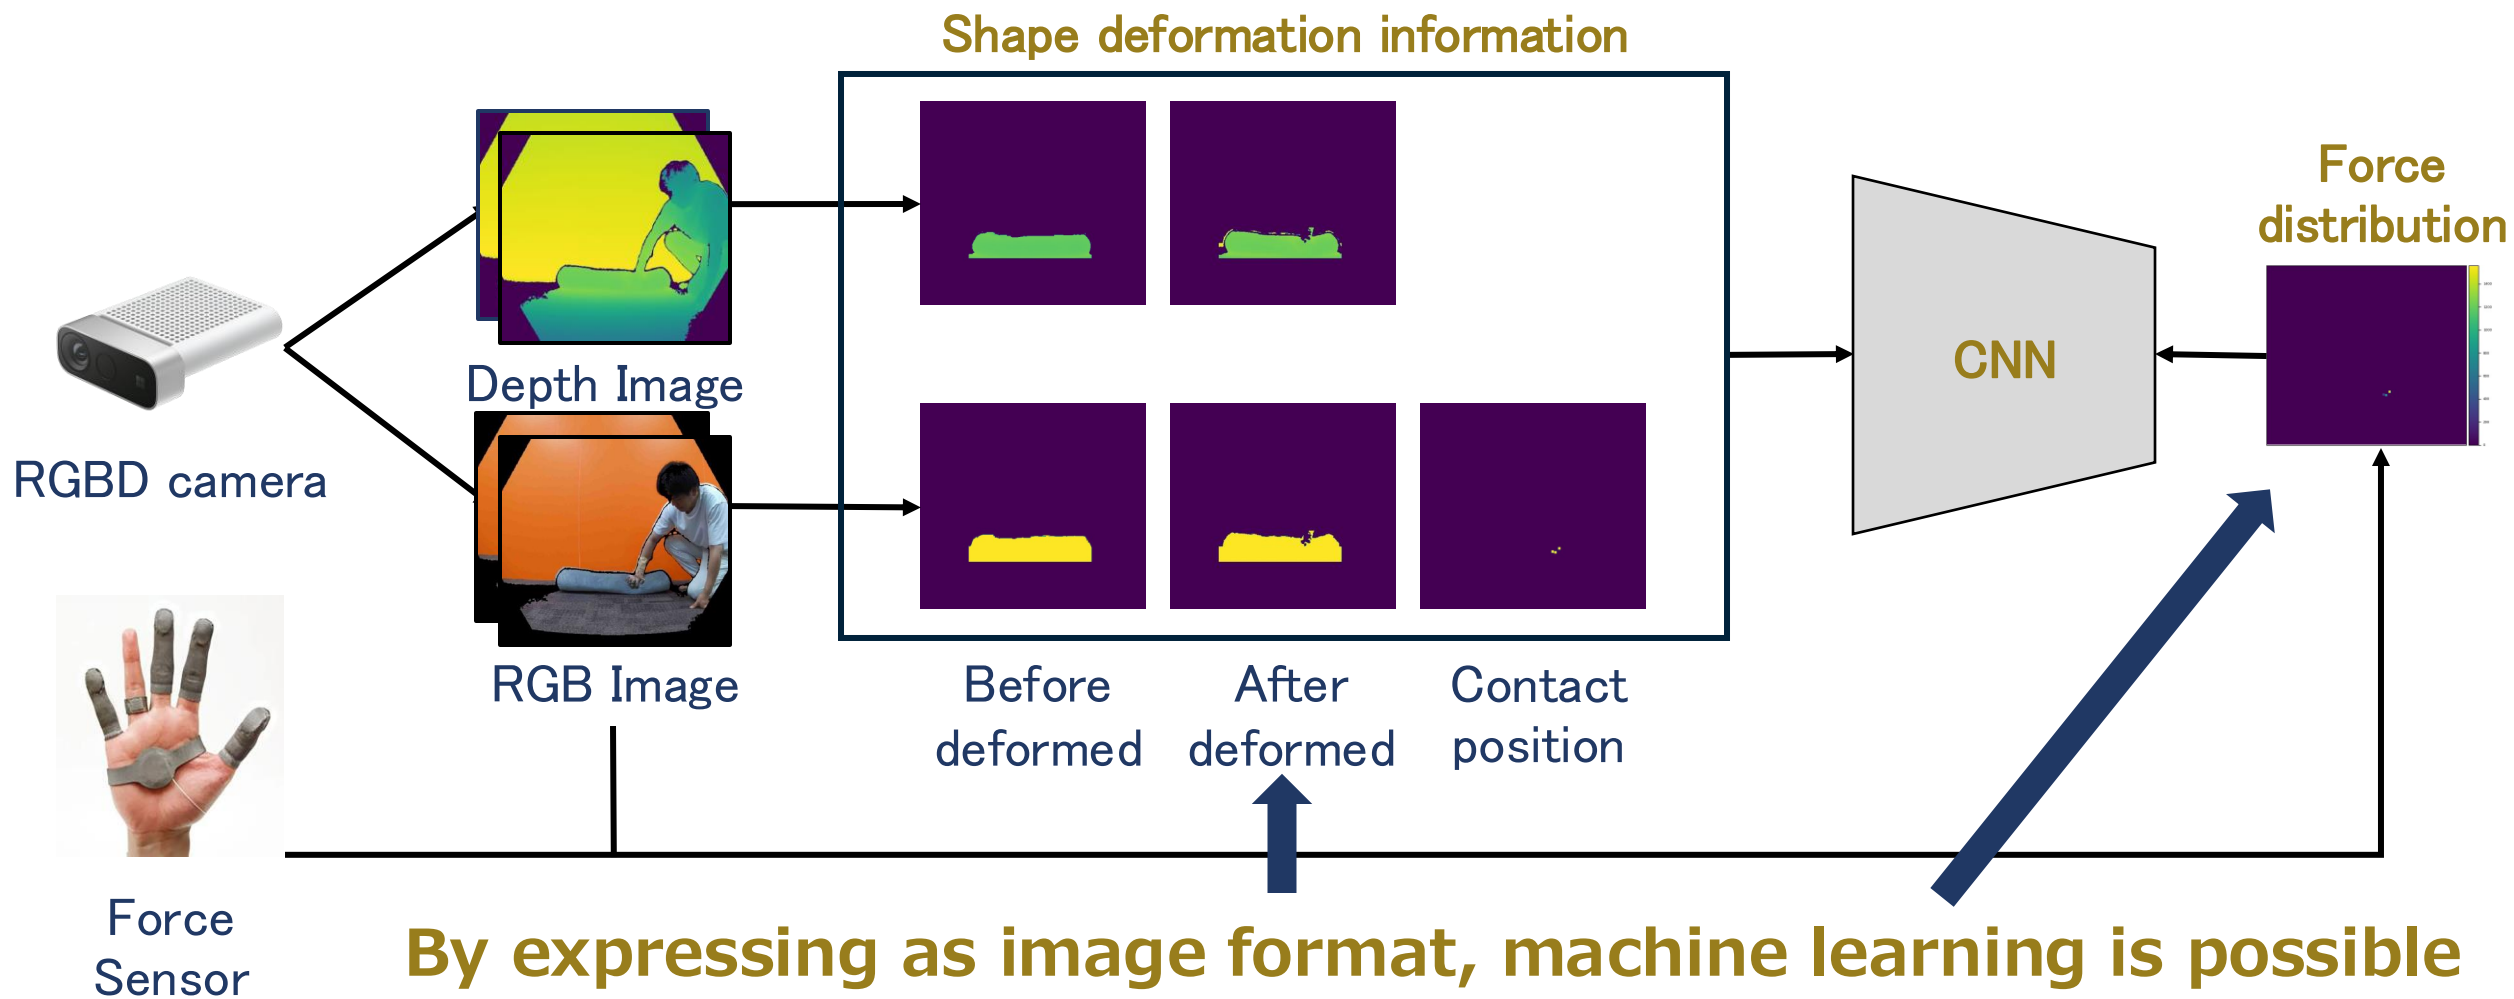 Shape deformation information
Force
distribution
Depth Image
CNN
RGBD camera
RGB Image
Before
deformed
After
deformed
Contact
position
Force
Sensor
By expressing as image format, machine learning is possible